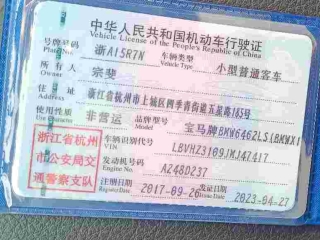 中华人民共和国机动车行驶证
Vehicle License of the People's Republic of China
号牌号码 浙A15R7N 车辆类型 小型普通客车
Plate No. Vehicle Type
所有人 宗斐
Owner
住址 浙江省杭州市上城区四季青街道五星路185号
Address
使用性质 非营运 品牌型号 宝马牌BMW6462LS(BMWX1
Use Character Model
浙江省杭州
市公安局交
通警察支队
车辆识别代号 LBVHZ3109JMJ47417
VIN
发动机号码 A248D237
Engine No.
注册日期 2017-09-26 发证日期 2023-04-27
Register Date Issue Date